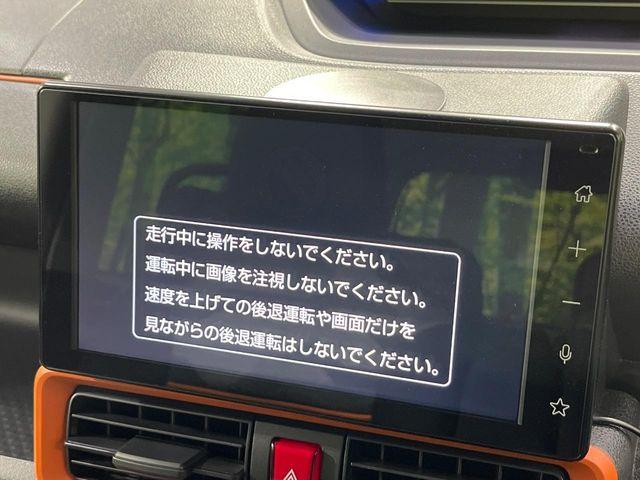 走行中に操作をしないでください。
運転中に画像を注視しないでください。
速度を上げての後退運転や画面だけを
見ながらの後退運転はしないでください。